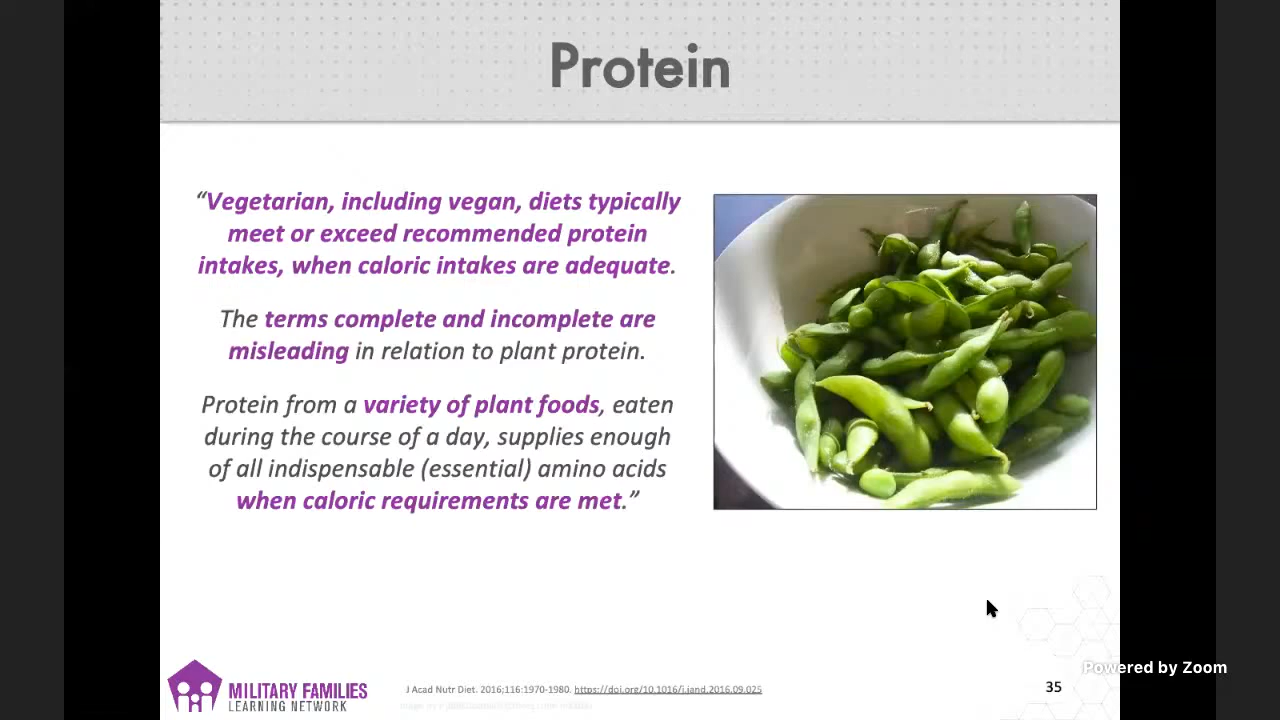 Protein
“Vegetarian, including vegan, diets typically
meet or exceed recommended protein
intakes, when caloric intakes are adequate.
The terms complete and incomplete are
misleading in relation to plant protein.
Protein from a variety of plant foods, eaten
during the course of a day, supplies enough
of all indispensable (essential) amino acids
when caloric requirements are met.”
MILITARY FAMILIES
LEARNING NETWORK
J Acad Nutr Diet. 2016;116:1970-1980. https://doi.org/10.1016/j.jand.2016.09.025
35
Powered by Zoom